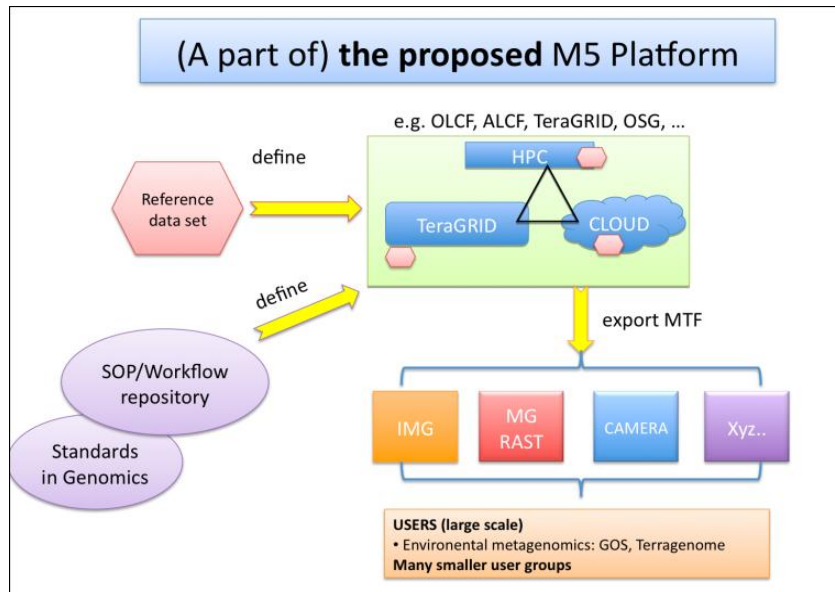 (A part of) the proposed M5 Platform
e.g. OLCF, ALCF, TeraGRID, OSG, ...
define
HPC
Reference
data set
TeraGRID
CLOUD
define
export MTF
SOP/Workflow
repository
Standards
in Genomics
IMG
MG
RAST
CAMERA
Xyz..
USERS (large scale)
• Environental metagenomics: GOS, Terragenome
Many smaller user groups